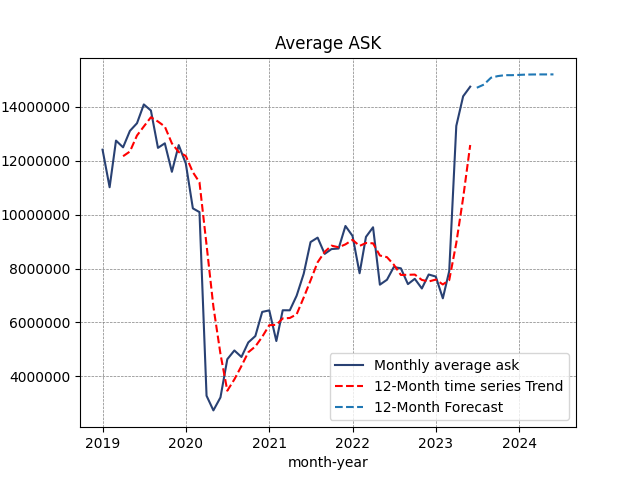 Average ASK
14000000
12000000
10000000
8000000
6000000
4000000
Monthly average ask
12-Month time series Trend
12-Month Forecast
2019 2020 2021 2022 2023 2024
month-year